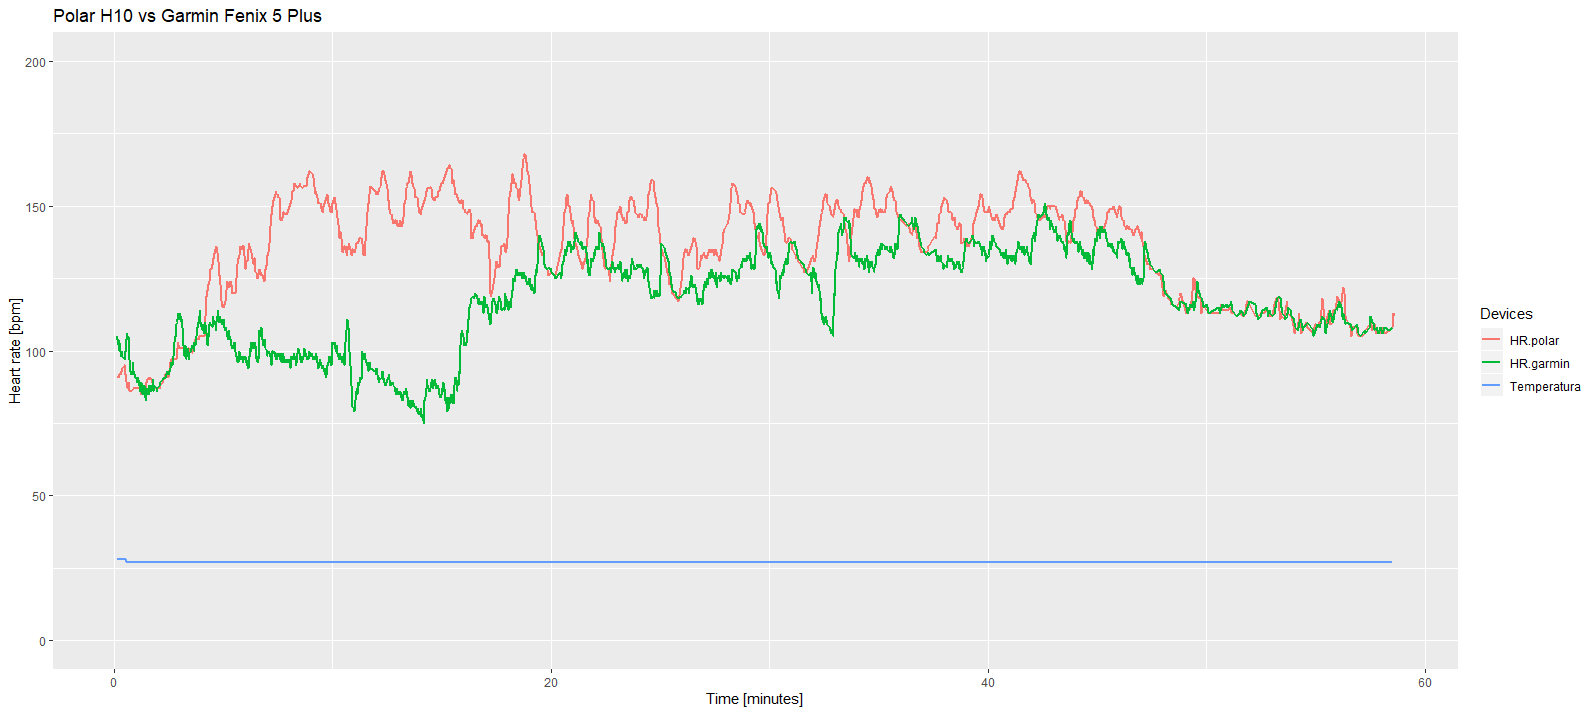 Polar H10 vs Garmin Fenix 5 Plus
200
150
100
50
0
Heart rate [bpm]
0 20 40 60
Time [minutes]
Devices
HR.polar
HR.garmin
Temperatura